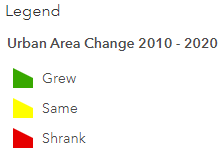 Legend
Urban Area Change 2010 - 2020
Grew
Same
Shrank